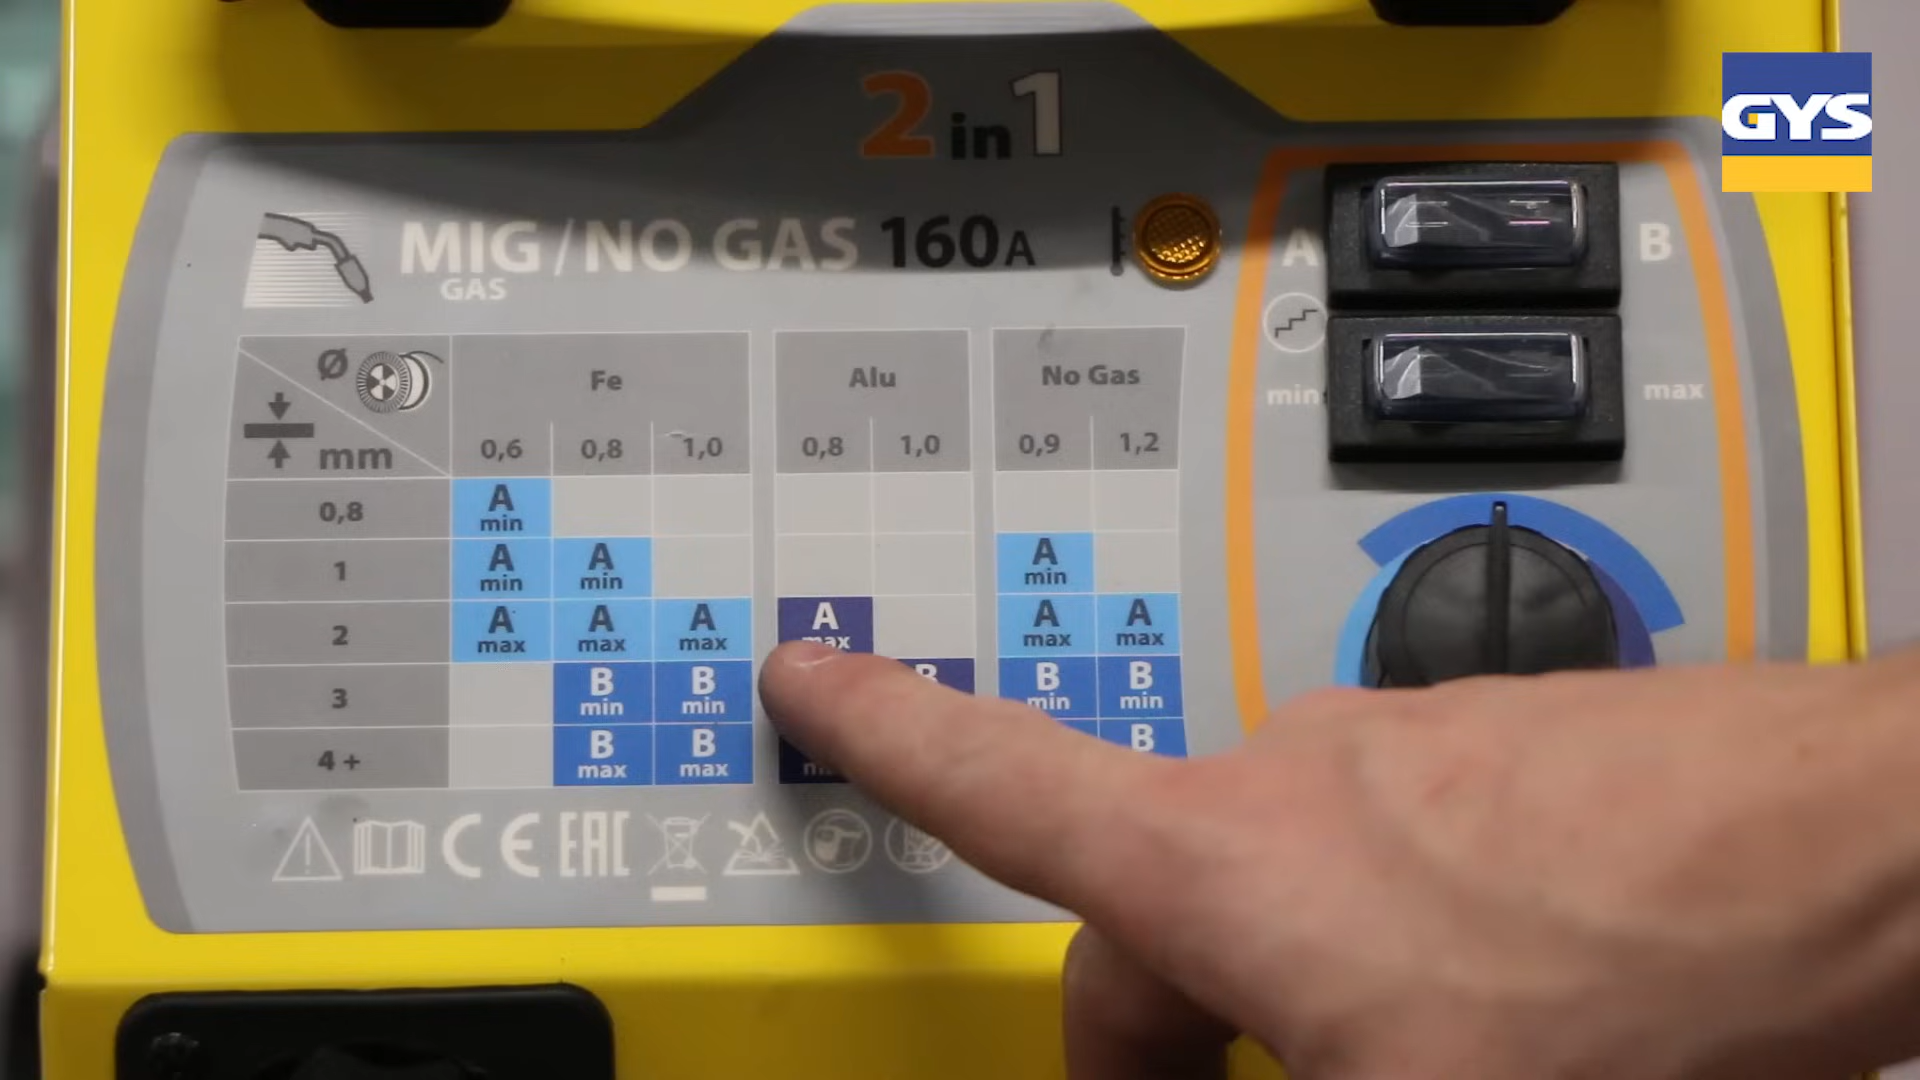 GYS
2 in 1
MIG / NO GAS 160A
GAS
A B
min max
Ø Fe Alu No Gas
mm 0,6 0,8 1,0 0,8 1,0 0,9 1,2
0,8 A min
1 A min A min A min
2 A max A max A max A max A max A max
3 B min B min B B min B min
4 + B max B max B
CE EAC